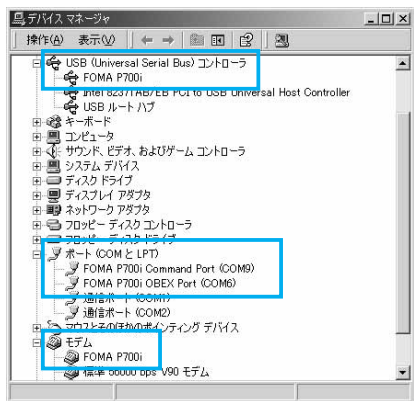 デバイス マネージャ
操作(A) 表示(V)
USB (Universal Serial Bus) コントローラ
FOMA P700i
Intel 82371AB/EB PCI to USB Universal Host Controller
USB ルート ハブ
キーボード
コンピュータ
サウンド、ビデオ、およびゲーム コントローラ
システム デバイス
ディスク ドライブ
ディスプレイ アダプタ
ネットワーク アダプタ
フロッピー ディスク コントローラ
フロッピー ディスク ドライブ
ポート (COM と LPT)
FOMA P700i Command Port (COM9)
FOMA P700i OBEX Port (COM6)
通信ポート (COM1)
通信ポート (COM2)
マウスとそのほかのポインティング デバイス
モデム
FOMA P700i
標準 56000 bps V90 モデム